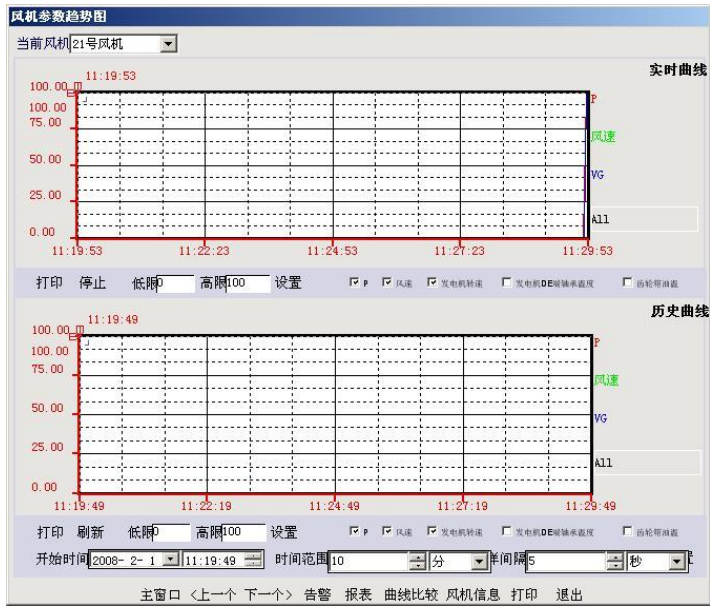 风机参数趋势图
当前风机 21号风机
实时曲线
11:19:53
100.00
100.00
75.00
50.00
25.00
0.00
P
风速
VG
All
11:19:53 11:22:23 11:24:53 11:27:23 11:29:53
打印 停止 低限 0 高限 100 设置 P 风速 发电机转速 发电机DE端轴承温度 齿轮箱油温
历史曲线
11:19:49
100.00
100.00
75.00
50.00
25.00
0.00
P
风速
VG
All
11:19:49 11:22:19 11:24:49 11:27:19 11:29:49
打印 刷新 低限 0 高限 100 设置 P 风速 发电机转速 发电机DE端轴承温度 齿轮箱油温
开始时间 2008- 2- 1 11:19:49 时间范围 10 分 间隔 5 秒
主窗口 <上一个 下一个> 告警 报表 曲线比较 风机信息 打印 退出